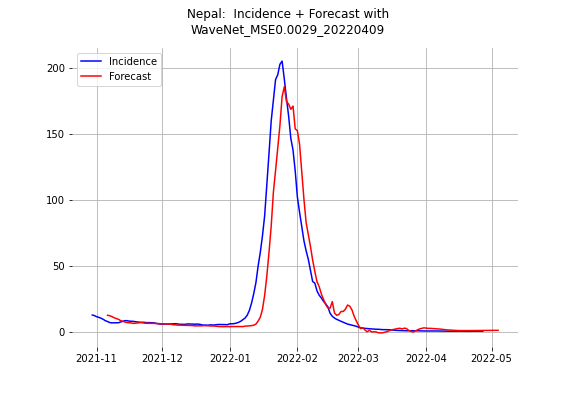 Nepal:  Incidence + Forecast with
WaveNet_MSE0.0029_20220409
Incidence
Forecast
200
150
100
50
0
2021-11 2021-12 2022-01 2022-02 2022-03 2022-04 2022-05